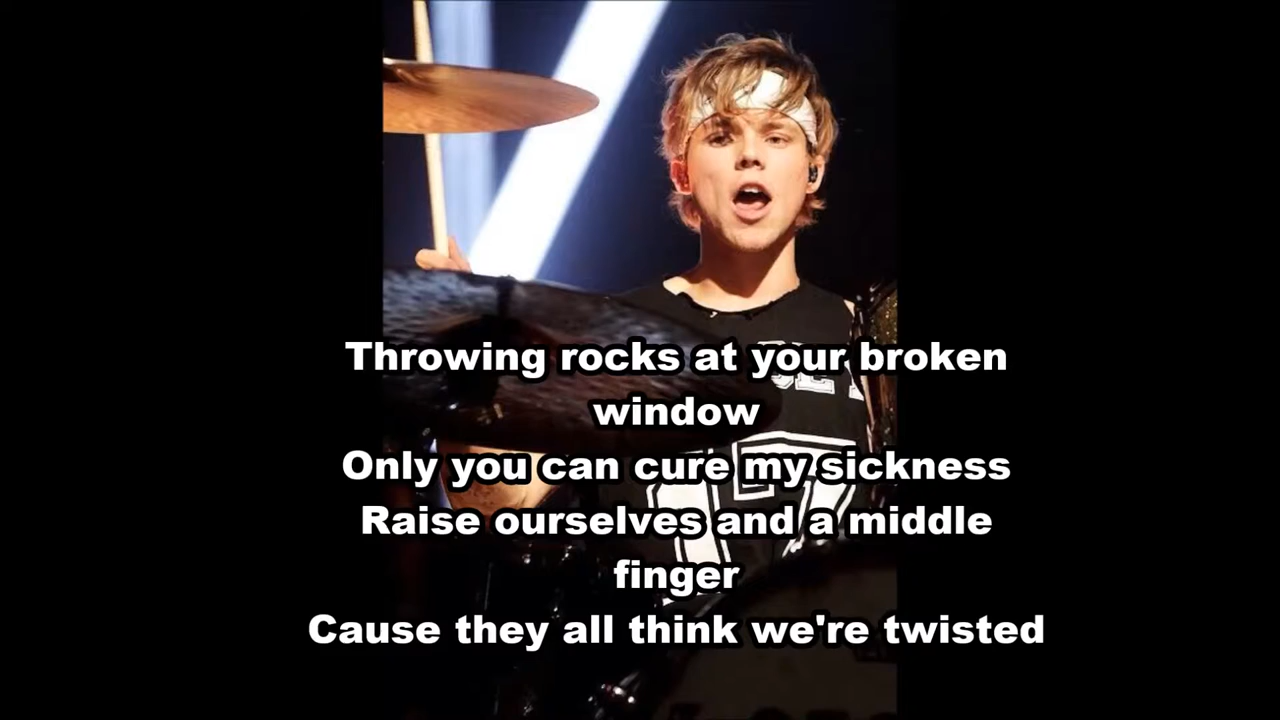 Throwing rocks at your broken
window
Only you can cure my sickness
Raise ourselves and a middle
finger
Cause they all think we're twisted